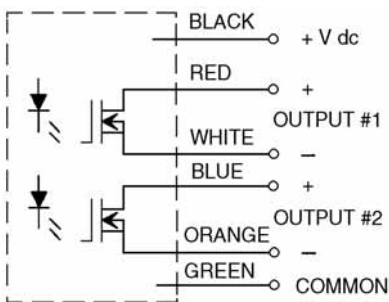 BLACK + V dc
RED +
OUTPUT #1
WHITE –
BLUE +
OUTPUT #2
ORANGE –
GREEN COMMON